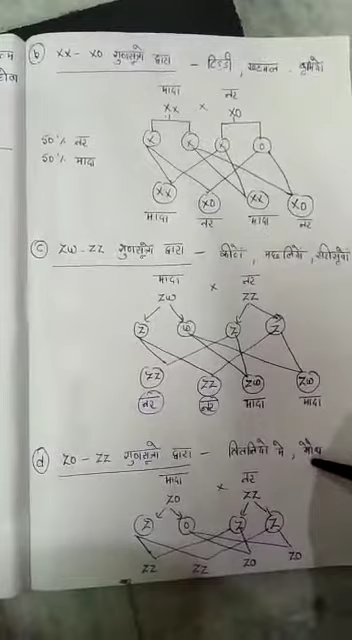 (b) XX - XO गुणसूत्रो द्वारा - टिड्डी, खटमल, कृमियो
मादा नर
XX × XO
50% नर
50% मादा
X X X O
XX XO XX XO
मादा नर मादा नर
(c) ZW - ZZ गुणसूत्रो द्वारा - कीटो, मछलियो, सरीसृपो
मादा × नर
ZW ZZ
Z W Z Z
ZZ ZZ ZW ZW
नर नर मादा मादा
(d) ZO - ZZ गुणसूत्रो द्वारा - तितलियो मे, मौथ
मादा × नर
ZO ZZ
Z O Z Z
ZZ ZZ ZO ZO